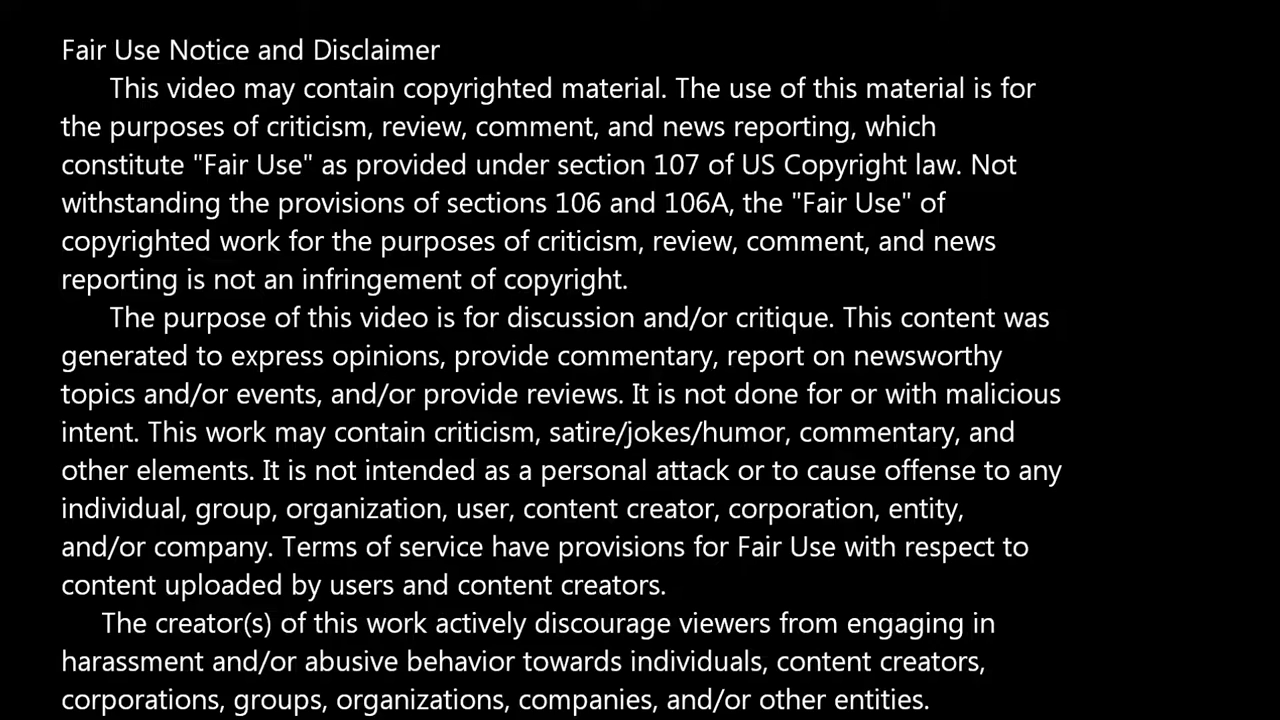 Fair Use Notice and Disclaimer
This video may contain copyrighted material. The use of this material is for
the purposes of criticism, review, comment, and news reporting, which
constitute "Fair Use" as provided under section 107 of US Copyright law. Not
withstanding the provisions of sections 106 and 106A, the "Fair Use" of
copyrighted work for the purposes of criticism, review, comment, and news
reporting is not an infringement of copyright.
The purpose of this video is for discussion and/or critique. This content was
generated to express opinions, provide commentary, report on newsworthy
topics and/or events, and/or provide reviews. It is not done for or with malicious
intent. This work may contain criticism, satire/jokes/humor, commentary, and
other elements. It is not intended as a personal attack or to cause offense to any
individual, group, organization, user, content creator, corporation, entity,
and/or company. Terms of service have provisions for Fair Use with respect to
content uploaded by users and content creators.
The creator(s) of this work actively discourage viewers from engaging in
harassment and/or abusive behavior towards individuals, content creators,
corporations, groups, organizations, companies, and/or other entities.